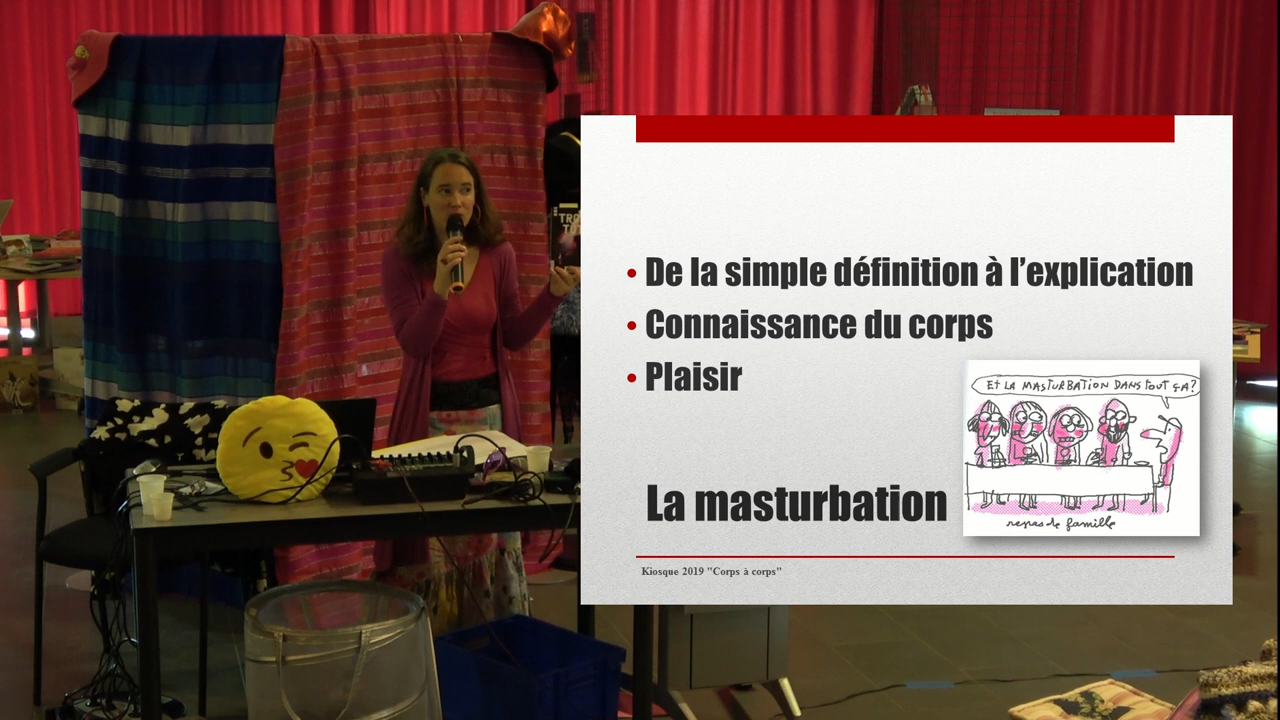 • De la simple définition à l'explication
• Connaissance du corps
• Plaisir
ET LA MASTURBATION DANS TOUT ÇA?
repas de famille
La masturbation
Kiosque 2019 "Corps à corps"